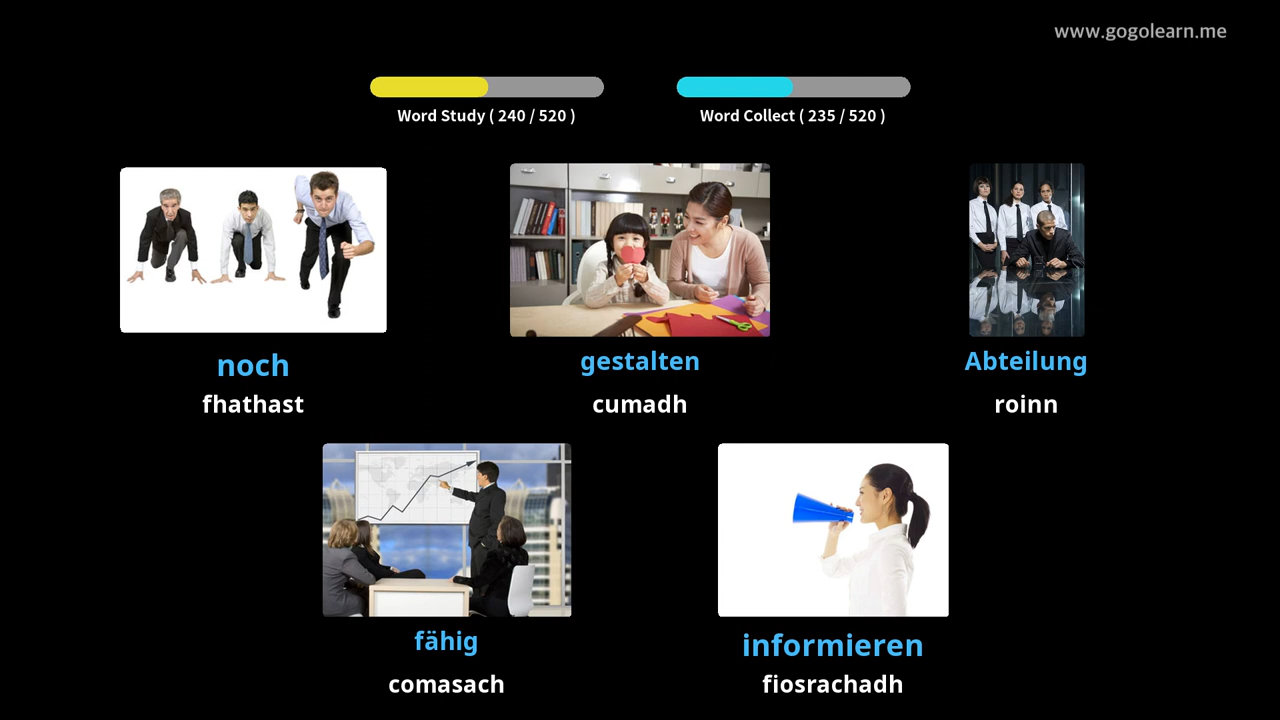 www.gogolearn.me
Word Study ( 240 / 520 )
Word Collect ( 235 / 520 )
noch
fhathast
gestalten
cumadh
Abteilung
roinn
fähig
comasach
informieren
fiosrachadh